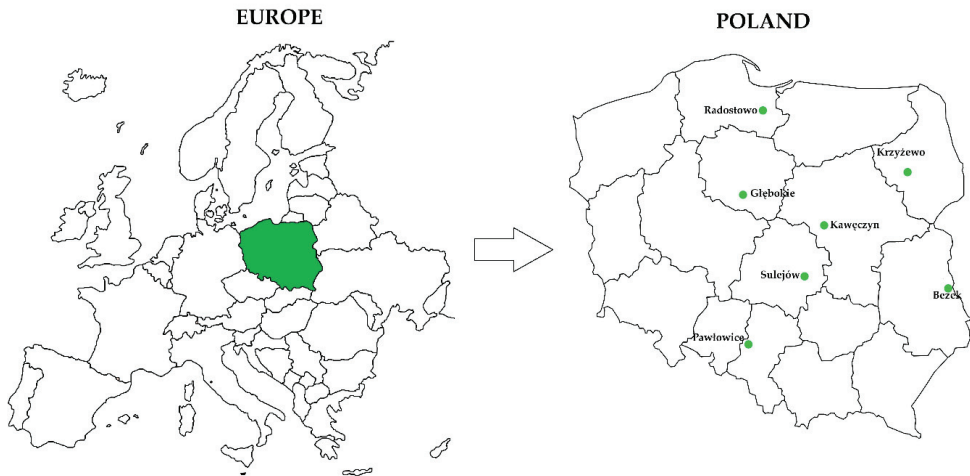 EUROPE
POLAND
Radostowo
Krzyżewo
Głębokie
Kawęczyn
Sulejów
Bezek
Pawłowice